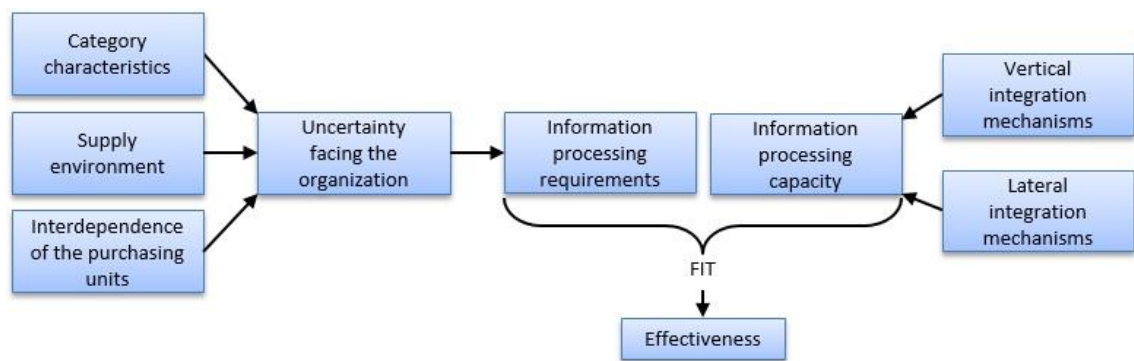 Category
characteristics
Supply
environment
Interdependence
of the purchasing
units
Uncertainty
facing the
organization
Information
processing
requirements
Information
processing
capacity
Vertical
integration
mechanisms
Lateral
integration
mechanisms
FIT
Effectiveness